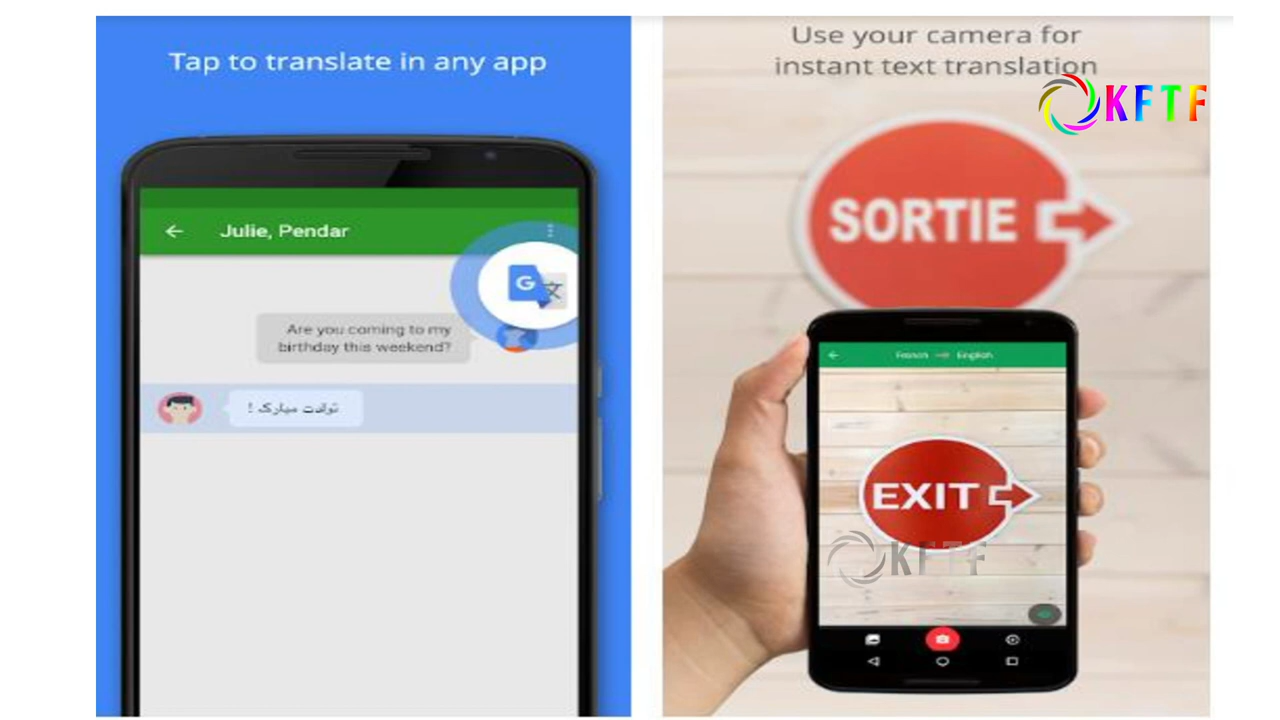 Tap to translate in any app
Julie, Pendar
G 文
Are you coming to my
birthday this weekend?
تولدت مبارک !
Use your camera for
instant text translation
KFTF
SORTIE
French → English
EXIT
KFTF